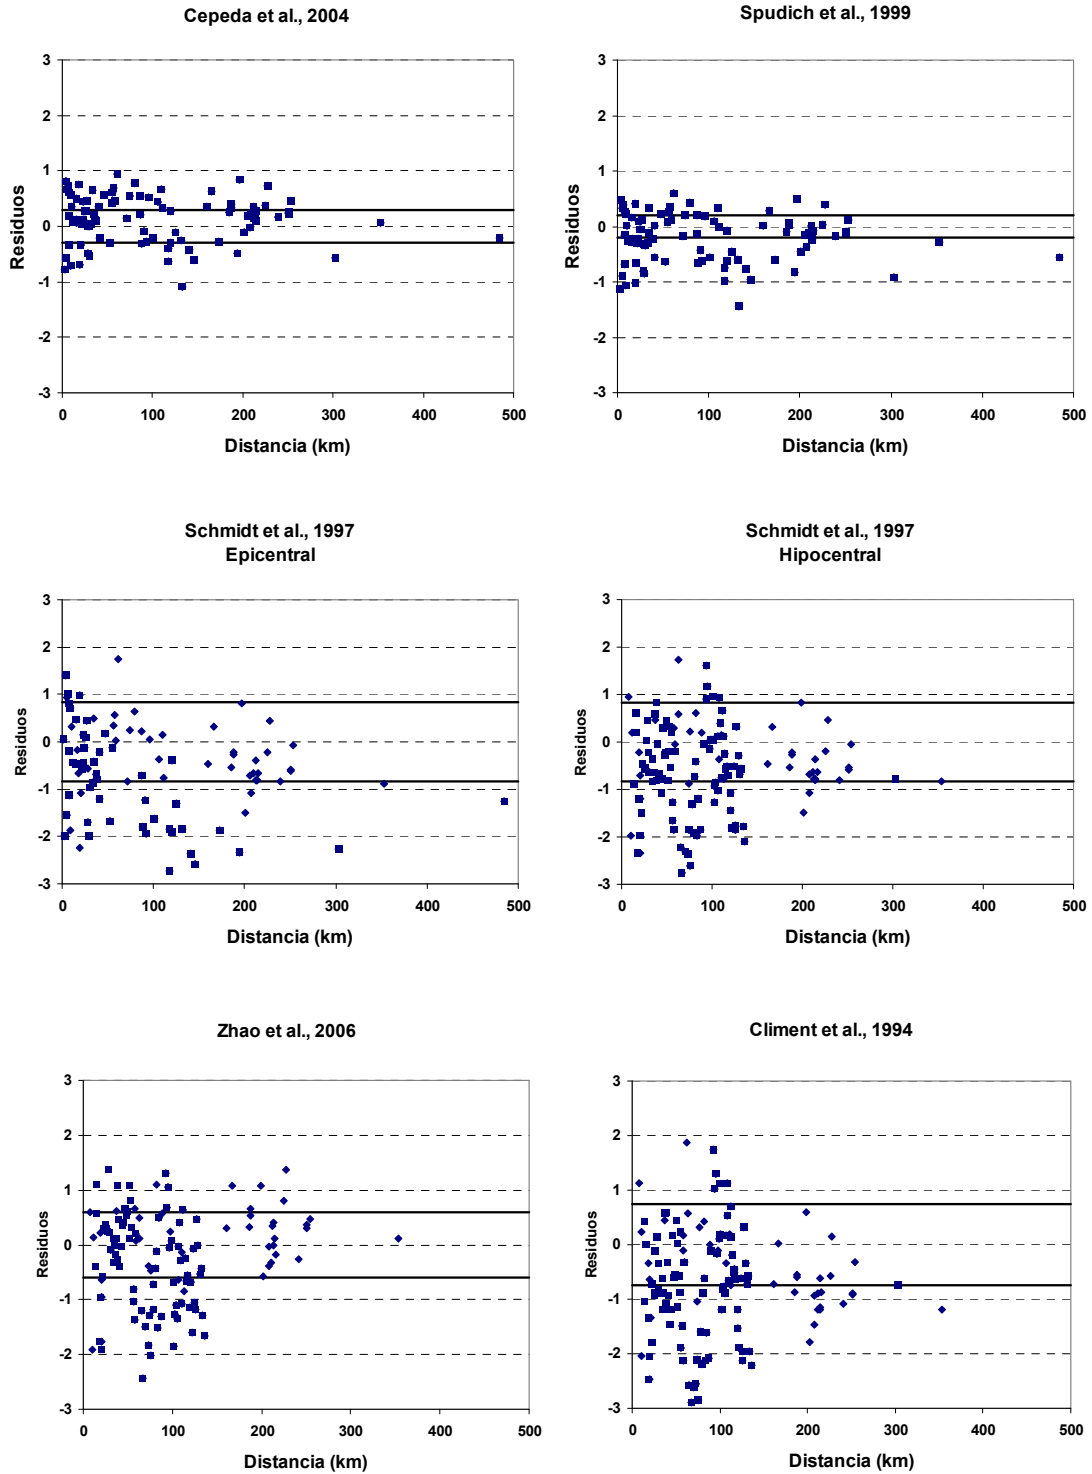 Cepeda et al., 2004
3
2
1
0
-1
-2
-3
Residuos
0 100 200 300 400 500
Distancia (km)
Spudich et al., 1999
3
2
1
0
-1
-2
-3
Residuos
0 100 200 300 400 500
Distancia (km)
Schmidt et al., 1997
Epicentral
3
2
1
0
-1
-2
-3
Residuos
0 100 200 300 400 500
Distancia (km)
Schmidt et al., 1997
Hipocentral
3
2
1
0
-1
-2
-3
Residuos
0 100 200 300 400 500
Distancia (km)
Zhao et al., 2006
3
2
1
0
-1
-2
-3
Residuos
0 100 200 300 400 500
Distancia (km)
Climent et al., 1994
3
2
1
0
-1
-2
-3
Residuos
0 100 200 300 400 500
Distancia (km)